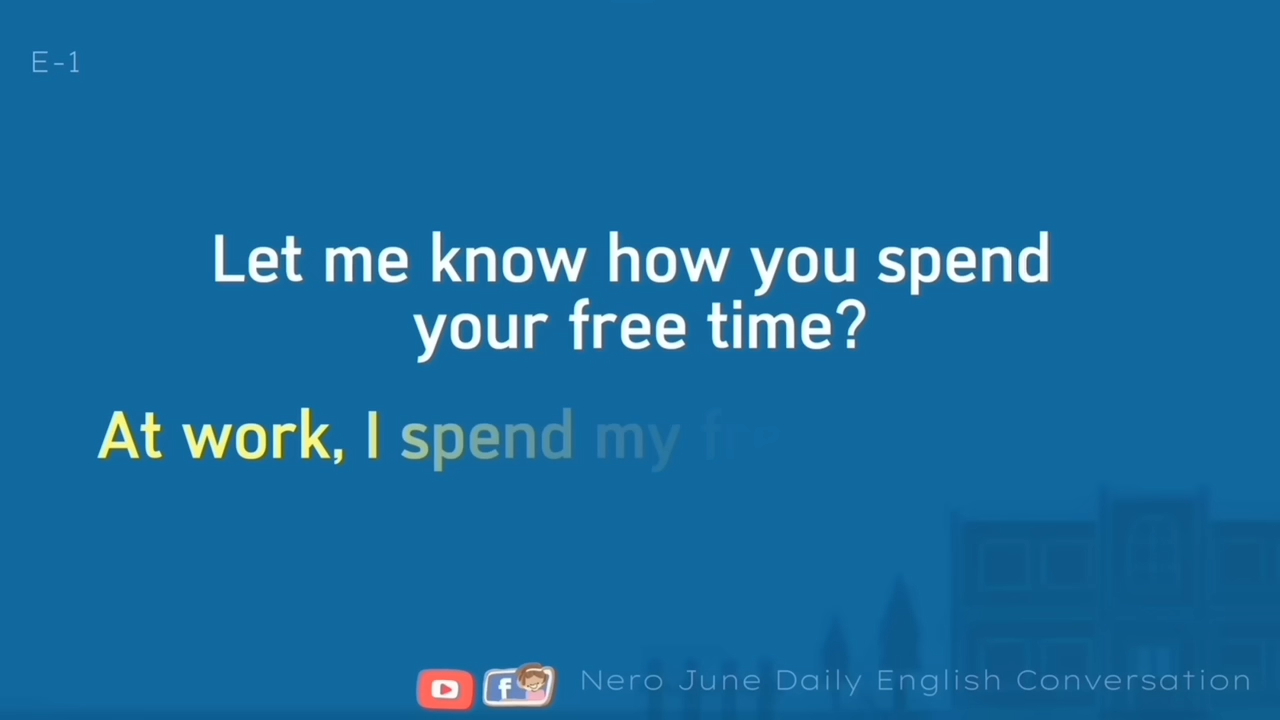 E-1
Let me know how you spend
your free time?
At work, I spend my
Nero June Daily English Conversation